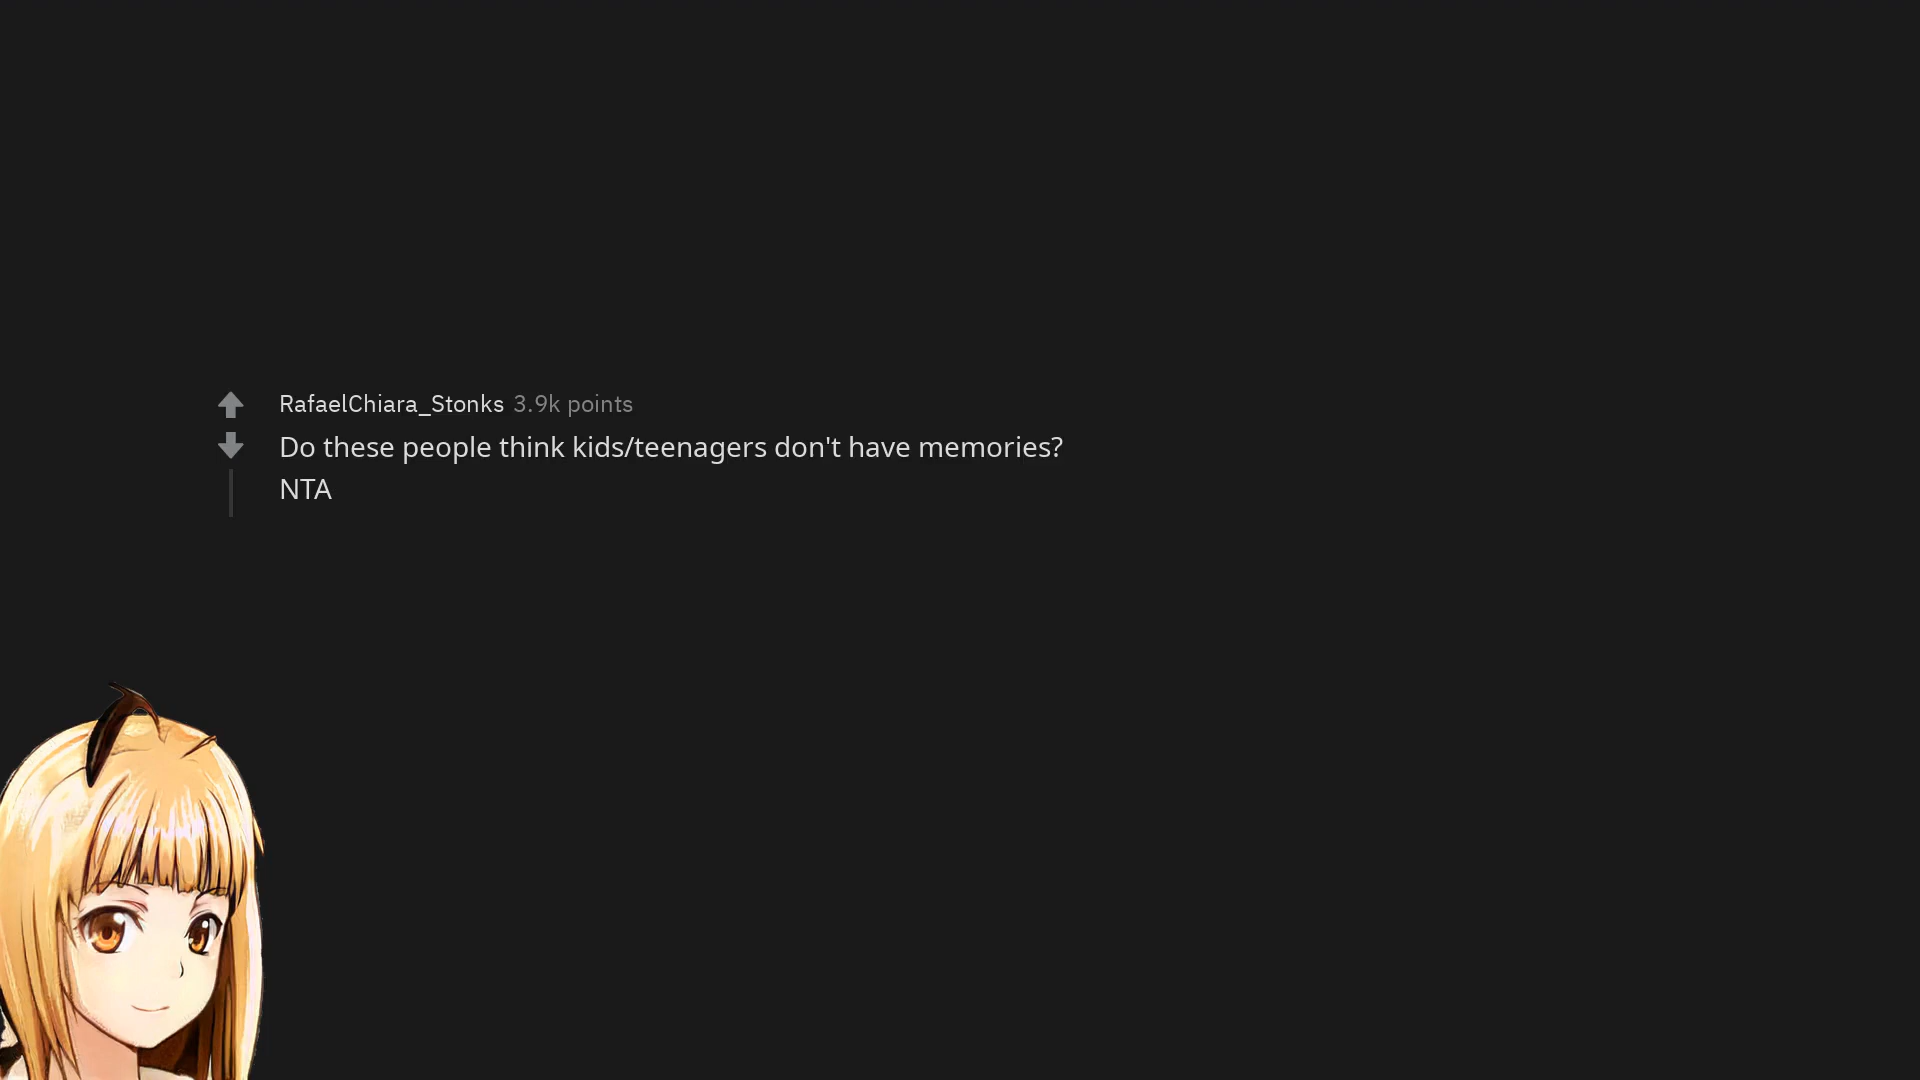 RafaelChiara_Stonks 3.9k points
Do these people think kids/teenagers don't have memories?
NTA